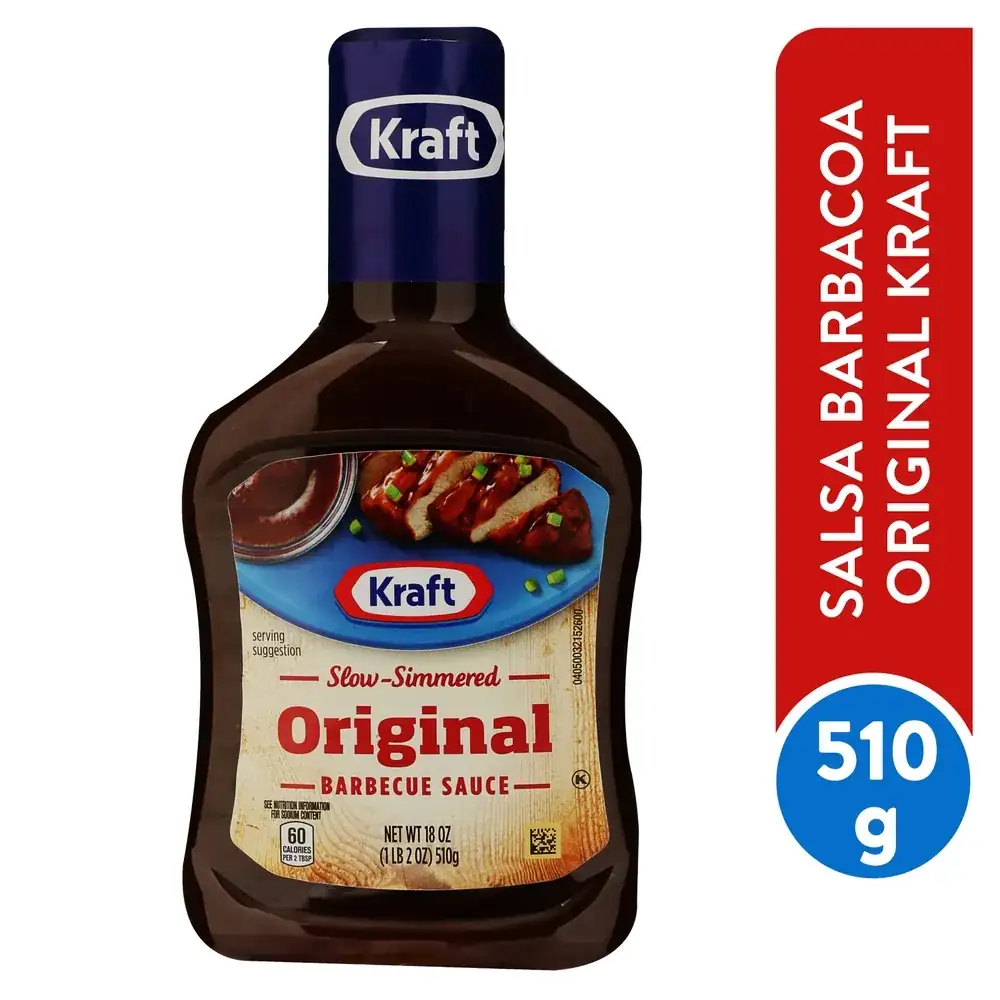 Kraft
Kraft
serving
suggestion
04050032152600
Slow-Simmered
Original
BARBECUE SAUCE
K
SEE NUTRITION INFORMATION
FOR SODIUM CONTENT
60
CALORIES
PER 2 TBSP
NET WT 18 OZ
(1 LB 2 OZ) 510g
SALSA BARBACOA
ORIGINAL KRAFT
510
g